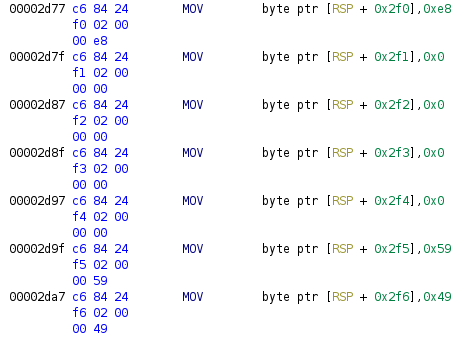 00002d77 c6 84 24 MOV byte ptr [RSP + 0x2f0],0xe8
f0 02 00
00 e8
00002d7f c6 84 24 MOV byte ptr [RSP + 0x2f1],0x0
f1 02 00
00 00
00002d87 c6 84 24 MOV byte ptr [RSP + 0x2f2],0x0
f2 02 00
00 00
00002d8f c6 84 24 MOV byte ptr [RSP + 0x2f3],0x0
f3 02 00
00 00
00002d97 c6 84 24 MOV byte ptr [RSP + 0x2f4],0x0
f4 02 00
00 00
00002d9f c6 84 24 MOV byte ptr [RSP + 0x2f5],0x59
f5 02 00
00 59
00002da7 c6 84 24 MOV byte ptr [RSP + 0x2f6],0x49
f6 02 00
00 49